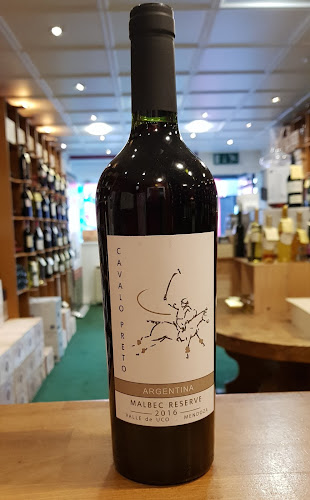 CAVALO PRETO
ARGENTINA
MALBEC RESERVE
2016
VALLE de UCO MENDOZA